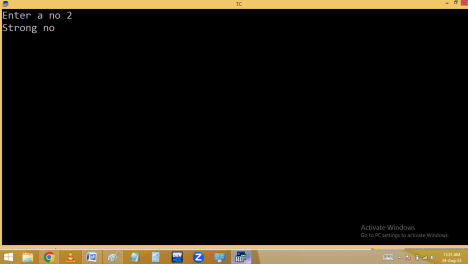 TC
Enter a no 2
Strong no
Activate Windows
Go to PC settings to activate Windows.